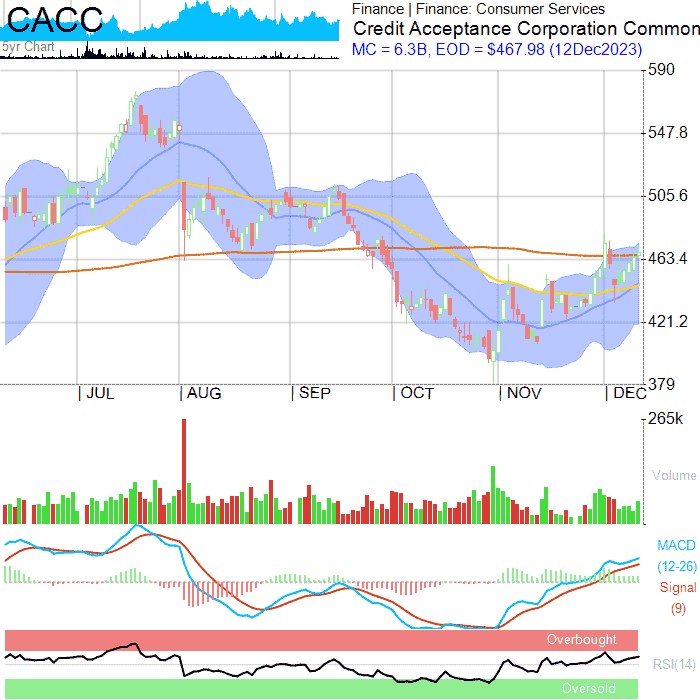 CACC
5yr Chart
Finance | Finance: Consumer Services
Credit Acceptance Corporation Common
MC = 6.3B, EOD = $467.98 (12Dec2023)
590
547.8
505.6
463.4
421.2
379
JUL AUG SEP OCT NOV DEC
265k
Volume
MACD
(12-26)
Signal
(9)
Overbought
RSI(14)
Oversold